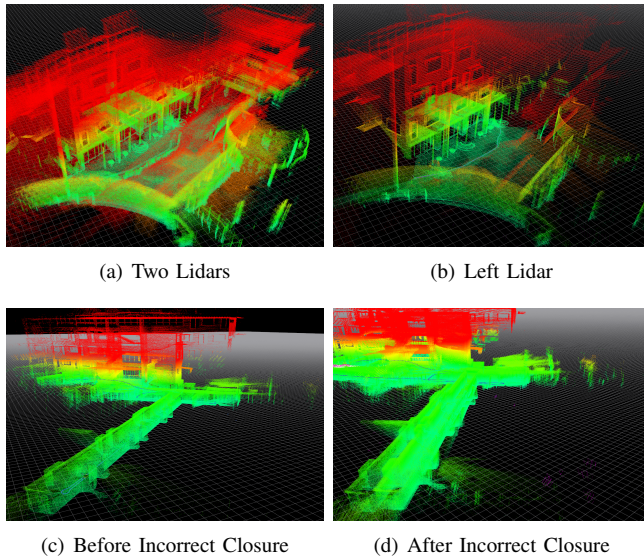 (a) Two Lidars
(b) Left Lidar
(c) Before Incorrect Closure
(d) After Incorrect Closure